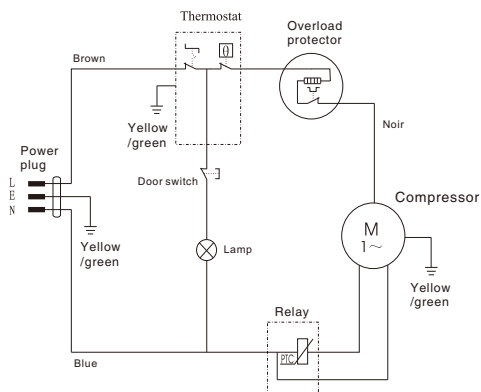 Thermostat
Overload
protector
θ
Brown
Yellow
/green
Noir
Power
plug
Door switch
L
E
N
Compressor
M
1~
Lamp
Yellow
/green
Yellow
/green
Relay
PTC
Blue